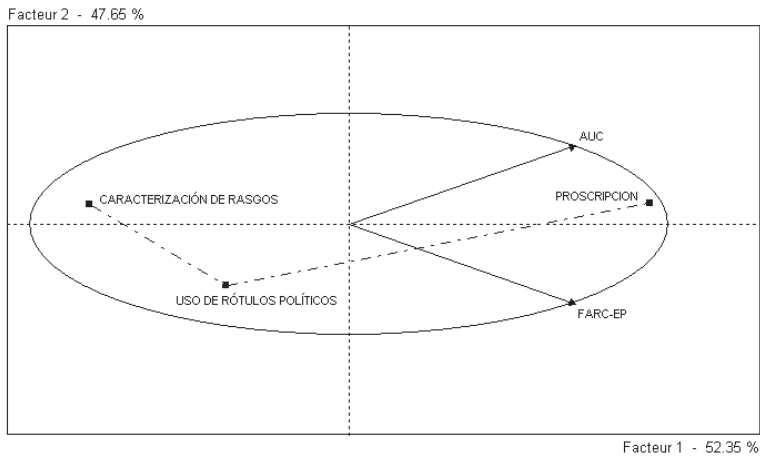 Facteur 2 - 47.65 %
AUC
CARACTERIZACIÓN DE RASGOS
PROSCRIPCION
USO DE RÓTULOS POLÍTICOS
FARC-EP
Facteur 1 - 52.35 %